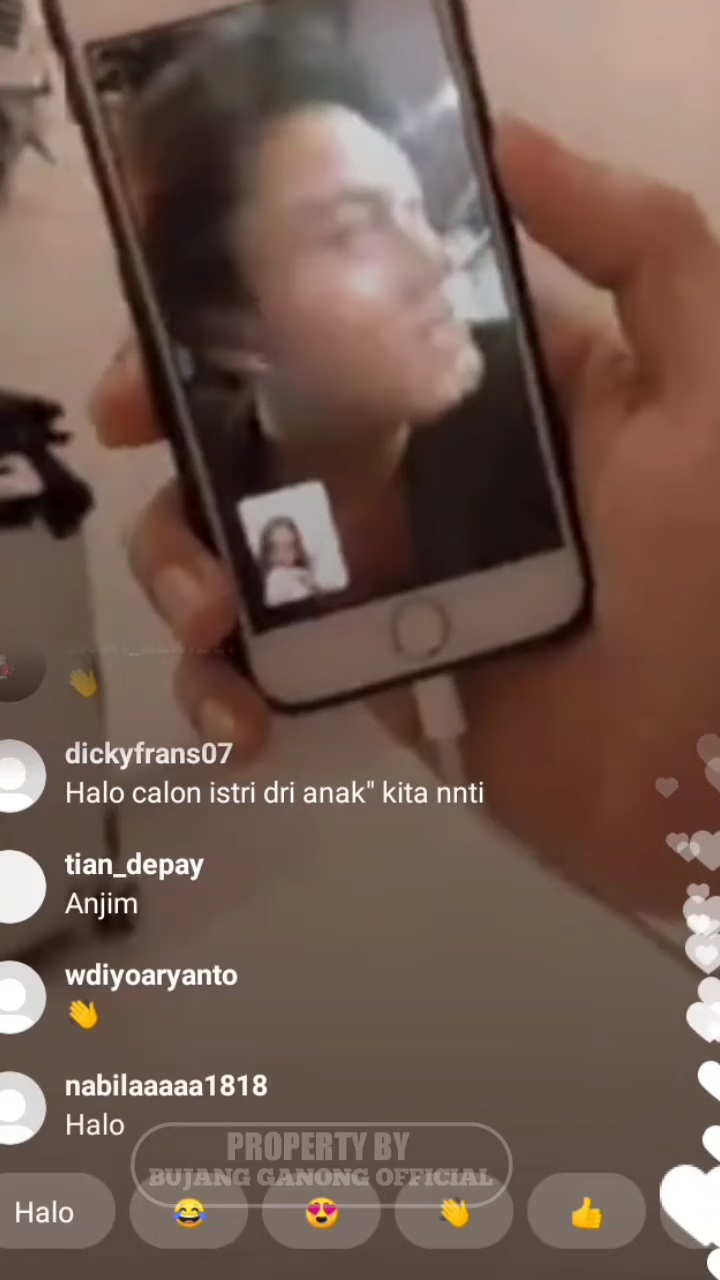 dickyfrans07
Halo calon istri dri anak" kita nnti
tian_depay
Anjim
wdiyoaryanto
👋
nabilaaaaa1818
Halo
PROPERTY BY
BUJANG GANONG OFFICIAL
Halo 😂 😍 👋 👍